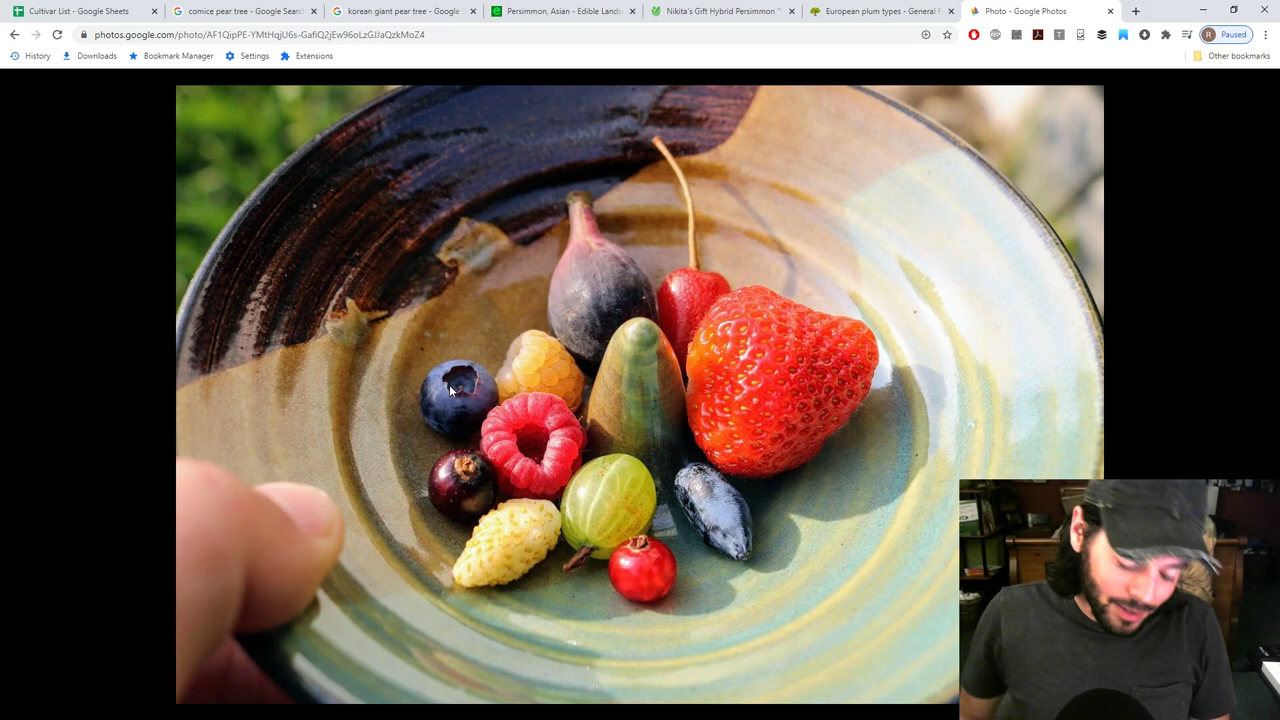 Cultivar List - Google Sheets
comice pear tree - Google Searc
korean giant pear tree - Google S
Persimmon, Asian - Edible Lands
Nikita's Gift Hybrid Persimmon
European plum types - General F
Photo - Google Photos
photos.google.com/photo/AF1QipPE-YMtHqjU6s-GafiQ2jEw96oLzGJJaQzkMoZ4
R Paused
History
Downloads
Bookmark Manager
Settings
Extensions
Other bookmarks